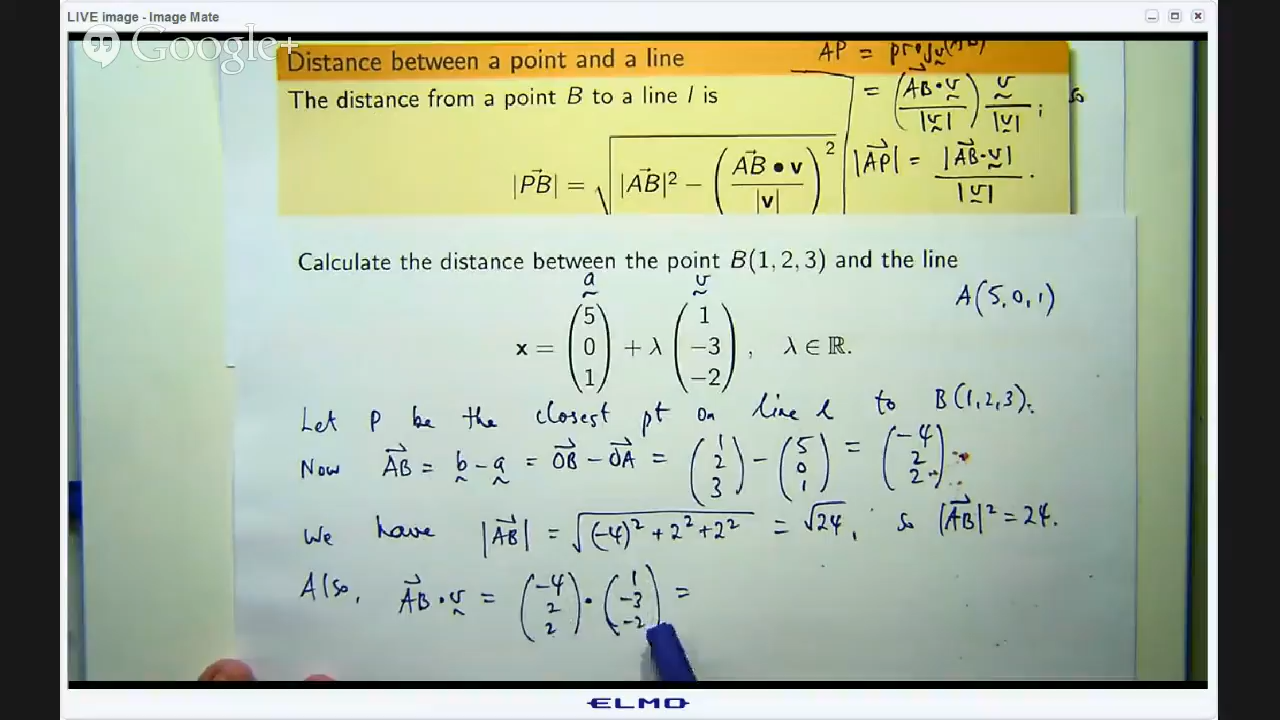 LIVE image - Image Mate
Google+
Distance between a point and a line
AP = proj
The distance from a point B to a line l is
= (AB⃗ • v / |v|) v / |v| ; so
|PB⃗| = √(|AB⃗|² − (AB⃗ • v / |v|)²)
|AP⃗| = |AB⃗ · v| / |v| .
Calculate the distance between the point B(1, 2, 3) and the line
a v
A(5, 0, 1)
x = (5 0 1) + λ (1 −3 −2) , λ ∈ ℝ.
Let P be the closest pt on line l to B(1,2,3).
Now AB⃗ = b − a = OB⃗ − OA⃗ = (1 2 3) − (5 0 1) = (−4 2 2)
We have |AB⃗| = √((−4)² + 2² + 2²) = √24, so |AB⃗|² = 24.
Also, AB⃗ · v = (−4 2 2) · (1 −3 −2) =
ELMO